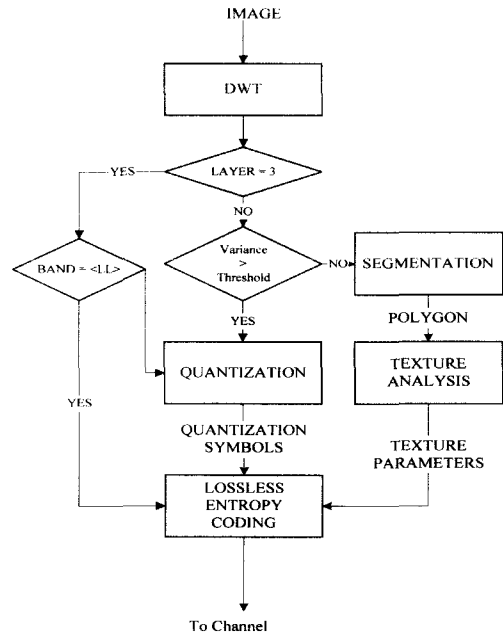 IMAGE
DWT
LAYER = 3
YES
NO
BAND = <LL>
Variance
>
Threshold
NO
SEGMENTATION
YES
POLYGON
QUANTIZATION
TEXTURE
ANALYSIS
YES
QUANTIZATION
SYMBOLS
TEXTURE
PARAMETERS
LOSSLESS
ENTROPY
CODING
To Channel